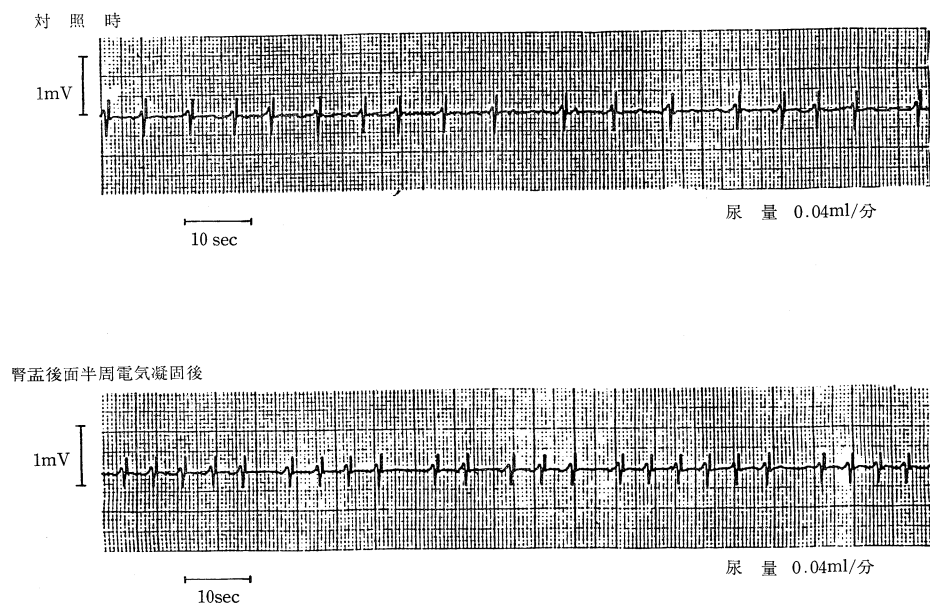 対 照 時
1mV
10 sec
尿 量 0.04ml/分
腎盂後面半周電気凝固後
1mV
10sec
尿 量 0.04ml/分